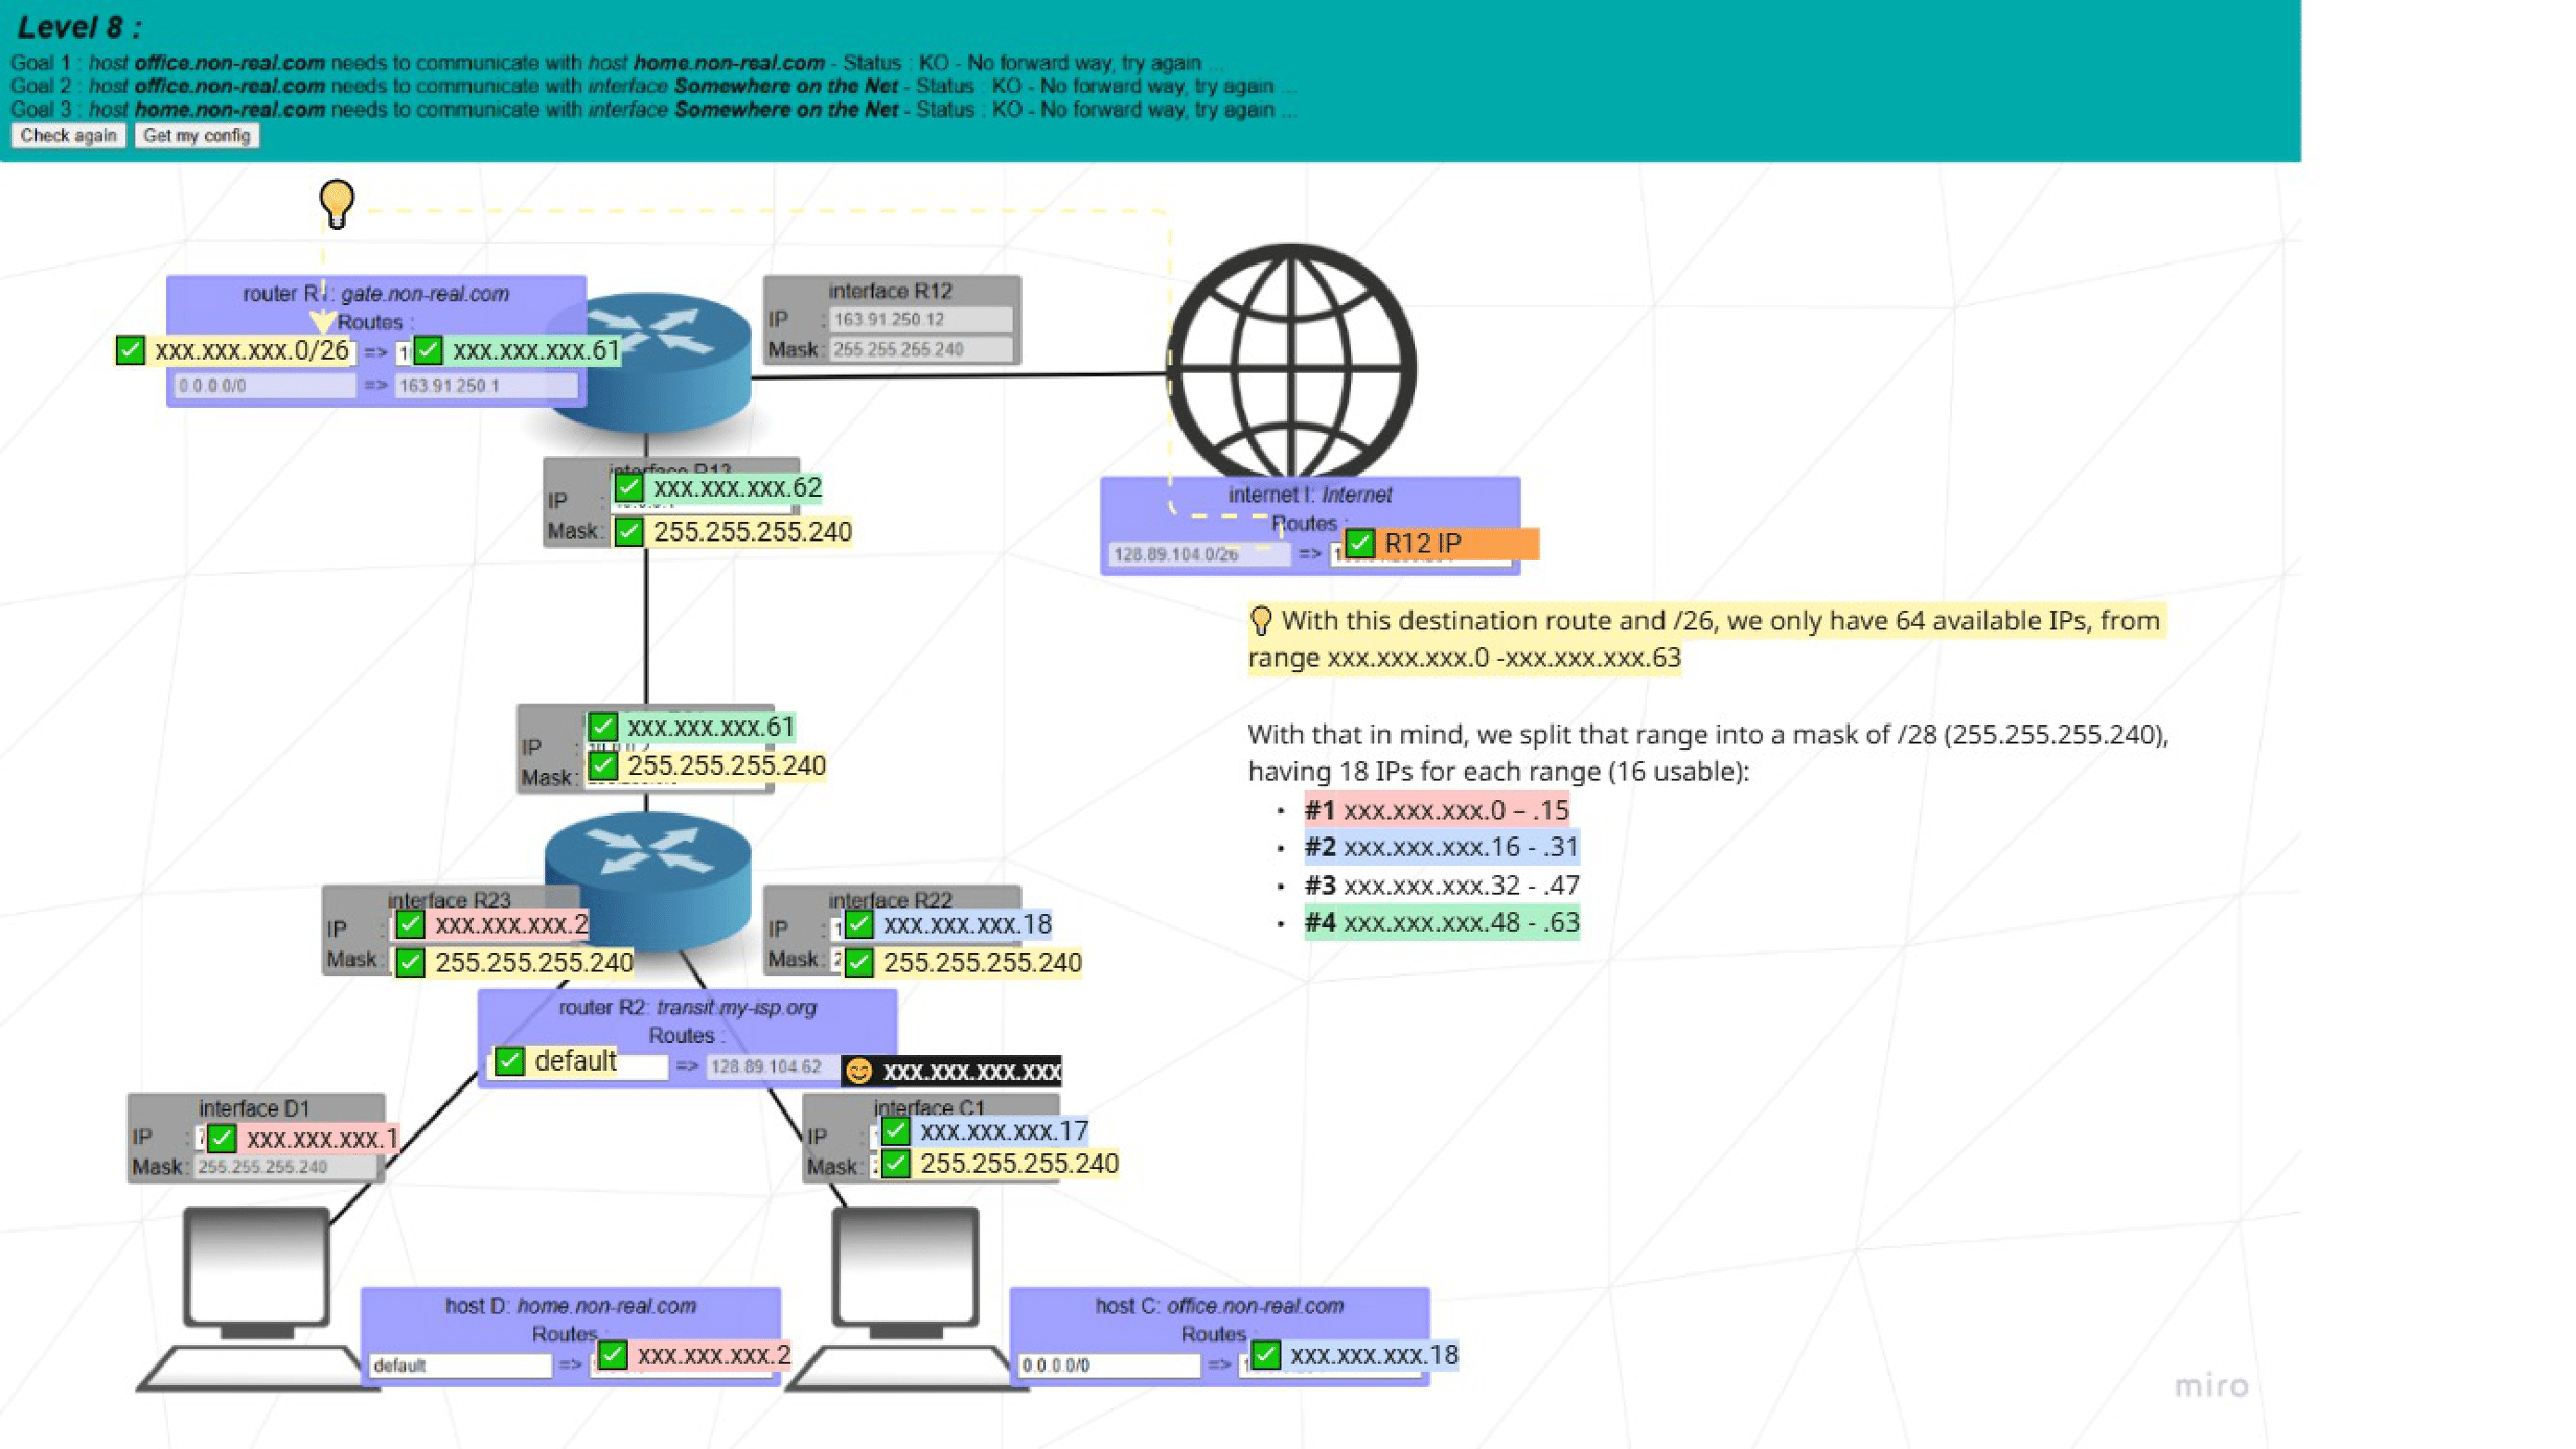 Level 8 :
Goal 1 : host office.non-real.com needs to communicate with host home.non-real.com - Status : KO - No forward way, try again ...
Goal 2 : host office.non-real.com needs to communicate with interface Somewhere on the Net - Status : KO - No forward way, try again ...
Goal 3 : host home.non-real.com needs to communicate with interface Somewhere on the Net - Status : KO - No forward way, try again ...
Check again Get my config
router R1: gate.non-real.com
Routes :
xxx.xxx.xxx.0/26 => xxx.xxx.xxx.61
0.0.0.0/0 => 163.91.250.1
interface R12
IP : 163.91.250.12
Mask: 255.255.255.240
interface R13
IP : xxx.xxx.xxx.62
Mask: 255.255.255.240
internet I: Internet
Routes :
128.89.104.0/26 => R12 IP
With this destination route and /26, we only have 64 available IPs, from
range xxx.xxx.xxx.0 -xxx.xxx.xxx.63
With that in mind, we split that range into a mask of /28 (255.255.255.240),
having 18 IPs for each range (16 usable):
• #1 xxx.xxx.xxx.0 – .15
• #2 xxx.xxx.xxx.16 - .31
• #3 xxx.xxx.xxx.32 - .47
• #4 xxx.xxx.xxx.48 - .63
IP : xxx.xxx.xxx.61
Mask: 255.255.255.240
interface R23
IP : xxx.xxx.xxx.2
Mask: 255.255.255.240
interface R22
IP : xxx.xxx.xxx.18
Mask: 255.255.255.240
router R2: transit.my-isp.org
Routes :
default => 128.89.104.62 xxx.xxx.xxx.xxx
interface D1
IP : xxx.xxx.xxx.1
Mask: 255.255.255.240
interface C1
IP : xxx.xxx.xxx.17
Mask: 255.255.255.240
host D: home.non-real.com
Routes :
default => xxx.xxx.xxx.2
host C: office.non-real.com
Routes
0.0.0.0/0 => xxx.xxx.xxx.18
miro